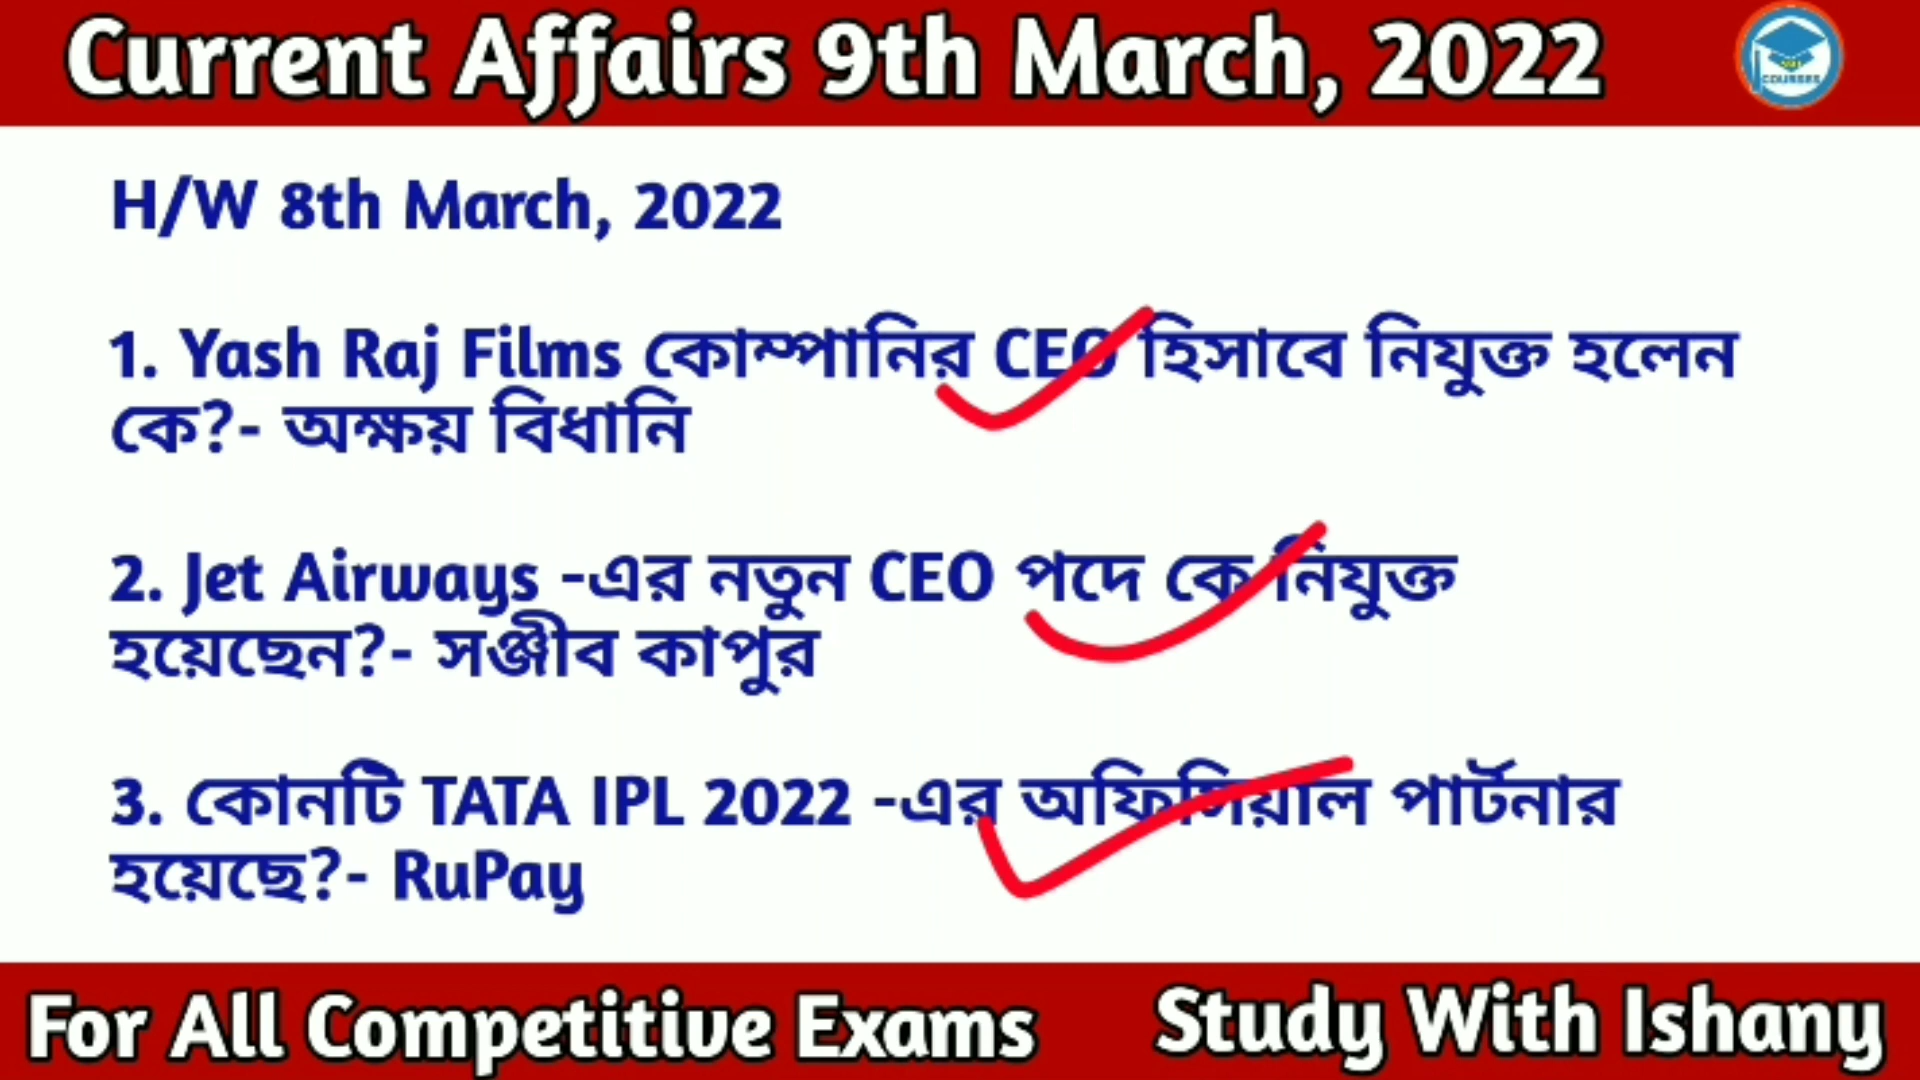 Current Affairs 9th March, 2022
COURSES
H/W 8th March, 2022
1. Yash Raj Films কোম্পানির CEO হিসাবে নিযুক্ত হলেন
কে?- অক্ষয় বিধানি
2. Jet Airways -এর নতুন CEO পদে কে নিযুক্ত
হয়েছেন?- সঞ্জীব কাপুর
3. কোনটি TATA IPL 2022 -এর অফিসিয়াল পার্টনার
হয়েছে?- RuPay
For All Competitive Exams
Study With Ishany